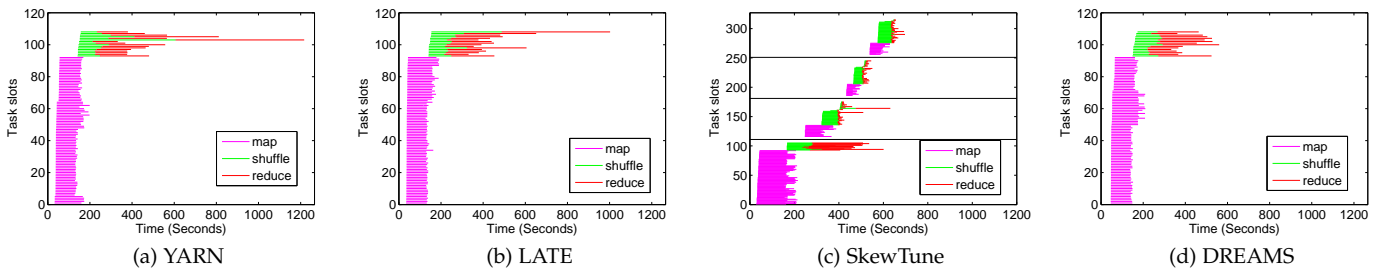 120
100
80
60
40
20
0
Task slots
map
shuffle
reduce
0 200 400 600 800 1000 1200
Time (Seconds)
(a) YARN
120
100
80
60
40
20
0
Task slots
map
shuffle
reduce
0 200 400 600 800 1000 1200
Time (Seconds)
(b) LATE
300
250
200
150
100
50
0
Task slots
map
shuffle
reduce
0 200 400 600 800 1000 1200
Time (Seconds)
(c) SkewTune
120
100
80
60
40
20
0
Task slots
map
shuffle
reduce
0 200 400 600 800 1000 1200
Time (Seconds)
(d) DREAMS